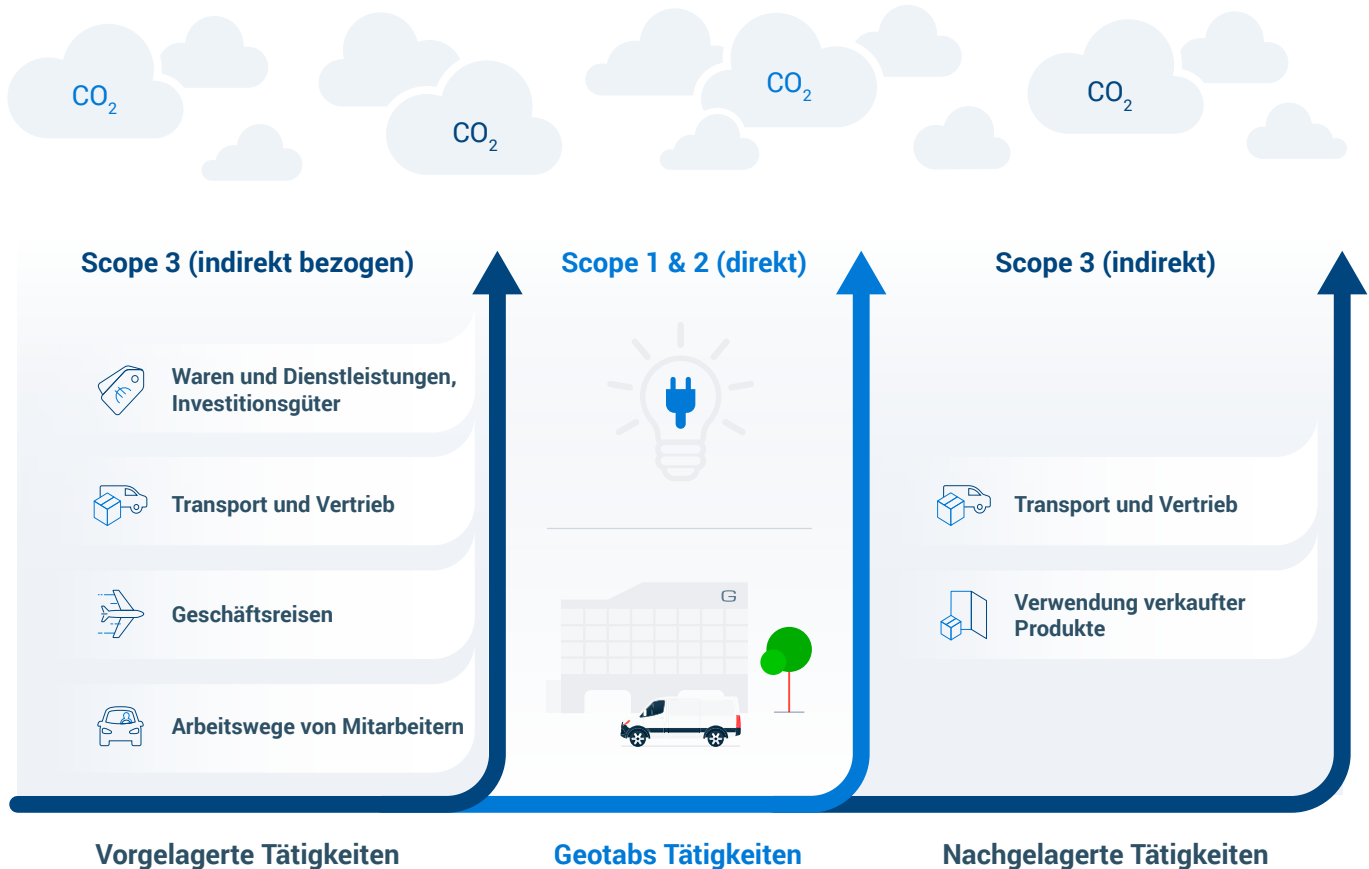 CO₂
CO₂
CO₂
CO₂
Scope 3 (indirekt bezogen)
Waren und Dienstleistungen,
Investitionsgüter
Transport und Vertrieb
Geschäftsreisen
Arbeitswege von Mitarbeitern
Vorgelagerte Tätigkeiten
Scope 1 & 2 (direkt)
G
Geotabs Tätigkeiten
Scope 3 (indirekt)
Transport und Vertrieb
Verwendung verkaufter
Produkte
Nachgelagerte Tätigkeiten